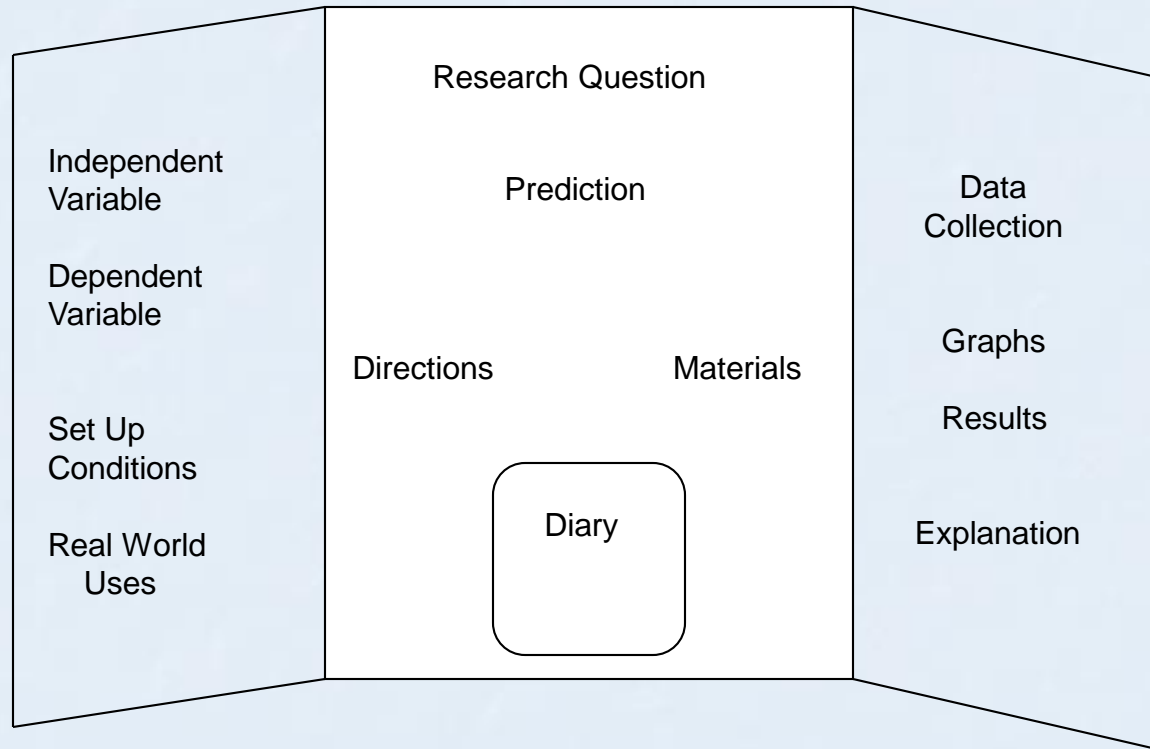 Independent
Variable
Dependent
Variable
Set Up
Conditions
Real World
Uses
Research Question
Prediction
Directions
Materials
Diary
Data
Collection
Graphs
Results
Explanation